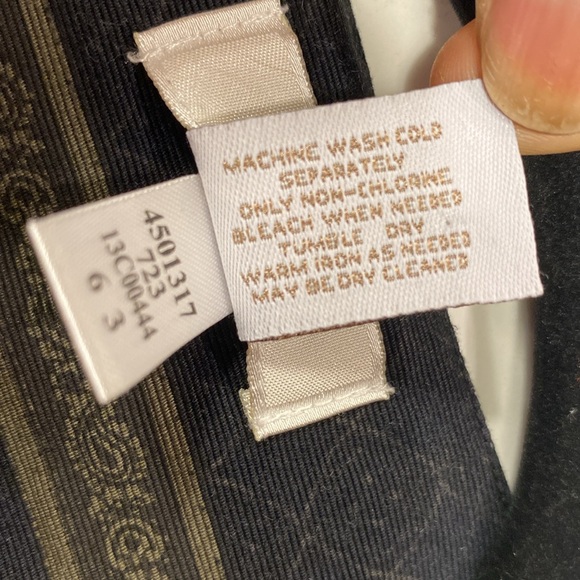 MACHINE WASH COLD
SEPARATELY
ONLY NON-CHLORINE
BLEACH WHEN NEEDED
TUMBLE DRY
WARM IRON AS NEEDED
MAY BE DRY CLEANED
4501317
723
13C00444
6 3